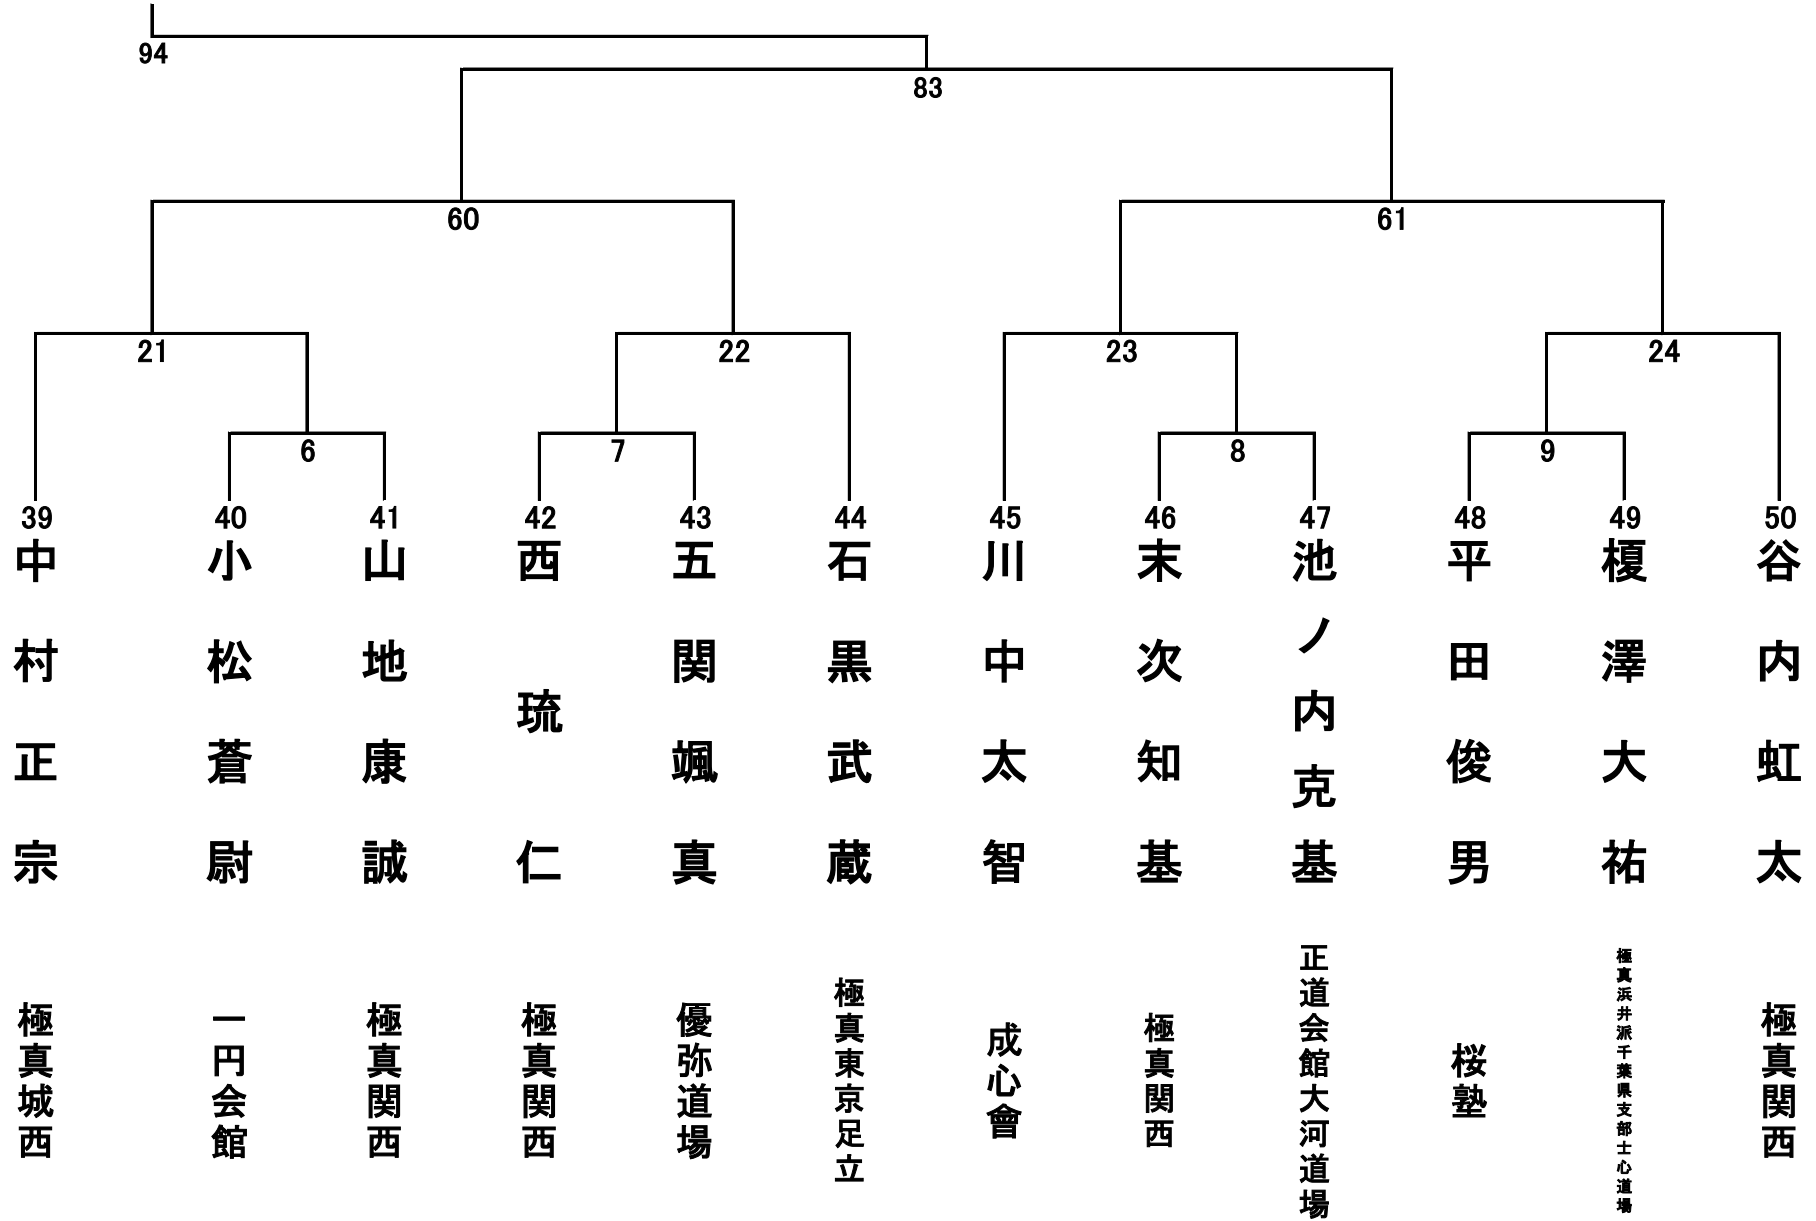 94
83
60
61
21
22
23
24
6
7
8
9
39
40
41
42
43
44
45
46
47
48
49
50
中村正宗
小松蒼尉
山地康誠
西琉仁
五関颯真
石黒武蔵
川中太智
末次知基
池ノ内克基
平田俊男
榎澤大祐
谷内虹太
極真城西
一円会館
極真関西
極真関西
優弥道場
極真東京足立
成心會
極真関西
正道会館大河道場
桜塾
極真浜井派千葉県支部士心道場
極真関西